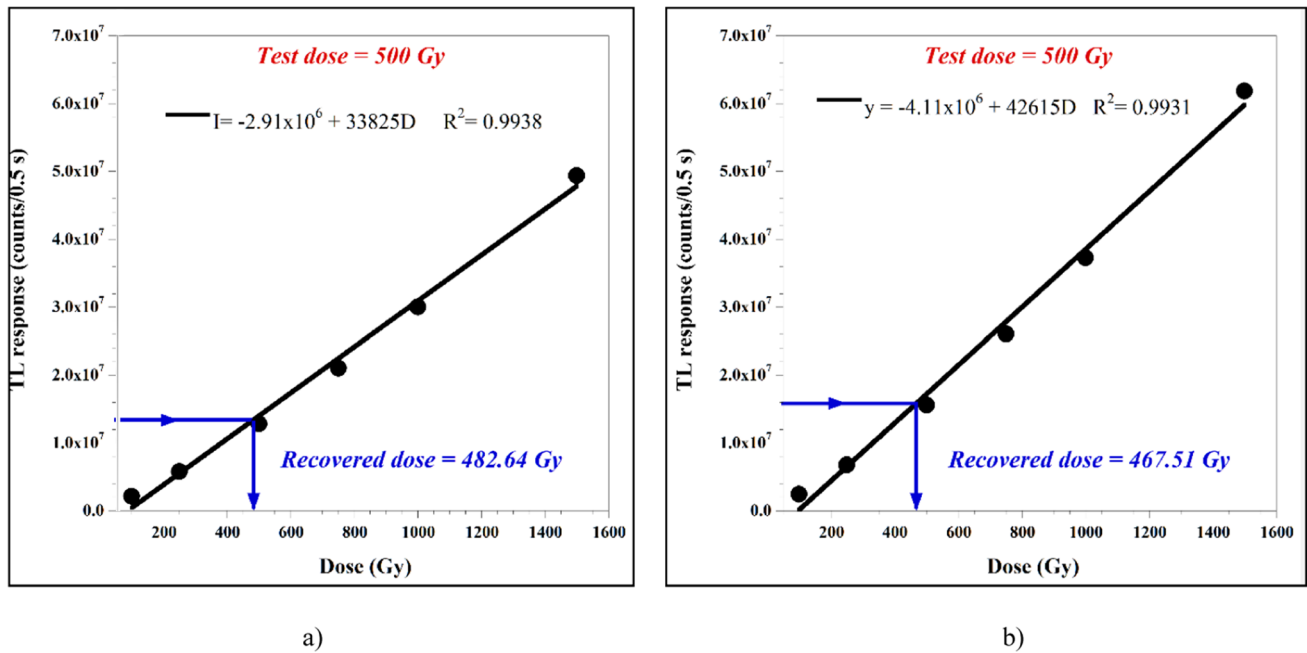 7.0x10⁷
6.0x10⁷
5.0x10⁷
4.0x10⁷
3.0x10⁷
2.0x10⁷
1.0x10⁷
0.0
TL response (counts/0.5 s)
Test dose = 500 Gy
I= -2.91x10⁶ + 33825D R²= 0.9938
Recovered dose = 482.64 Gy
200 400 600 800 1000 1200 1400 1600
Dose (Gy)
a)
7.0x10⁷
6.0x10⁷
5.0x10⁷
4.0x10⁷
3.0x10⁷
2.0x10⁷
1.0x10⁷
0.0
TL response (counts/0.5 s)
Test dose = 500 Gy
y = -4.11x10⁶ + 42615D R²= 0.9931
Recovered dose = 467.51 Gy
200 400 600 800 1000 1200 1400 1600
Dose (Gy)
b)